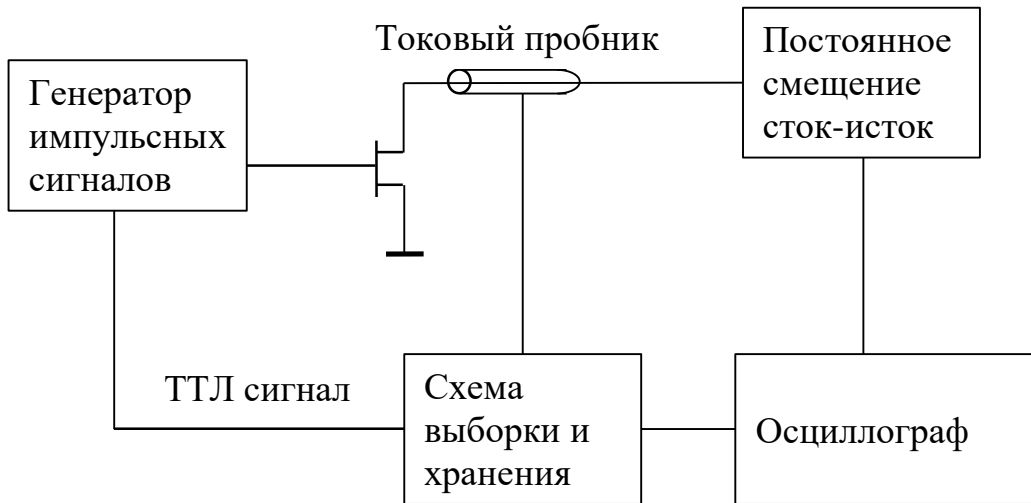 Токовый пробник
Генератор
импульсных
сигналов
Постоянное
смещение
сток-исток
ТТЛ сигнал
Схема
выборки и
хранения
Осциллограф